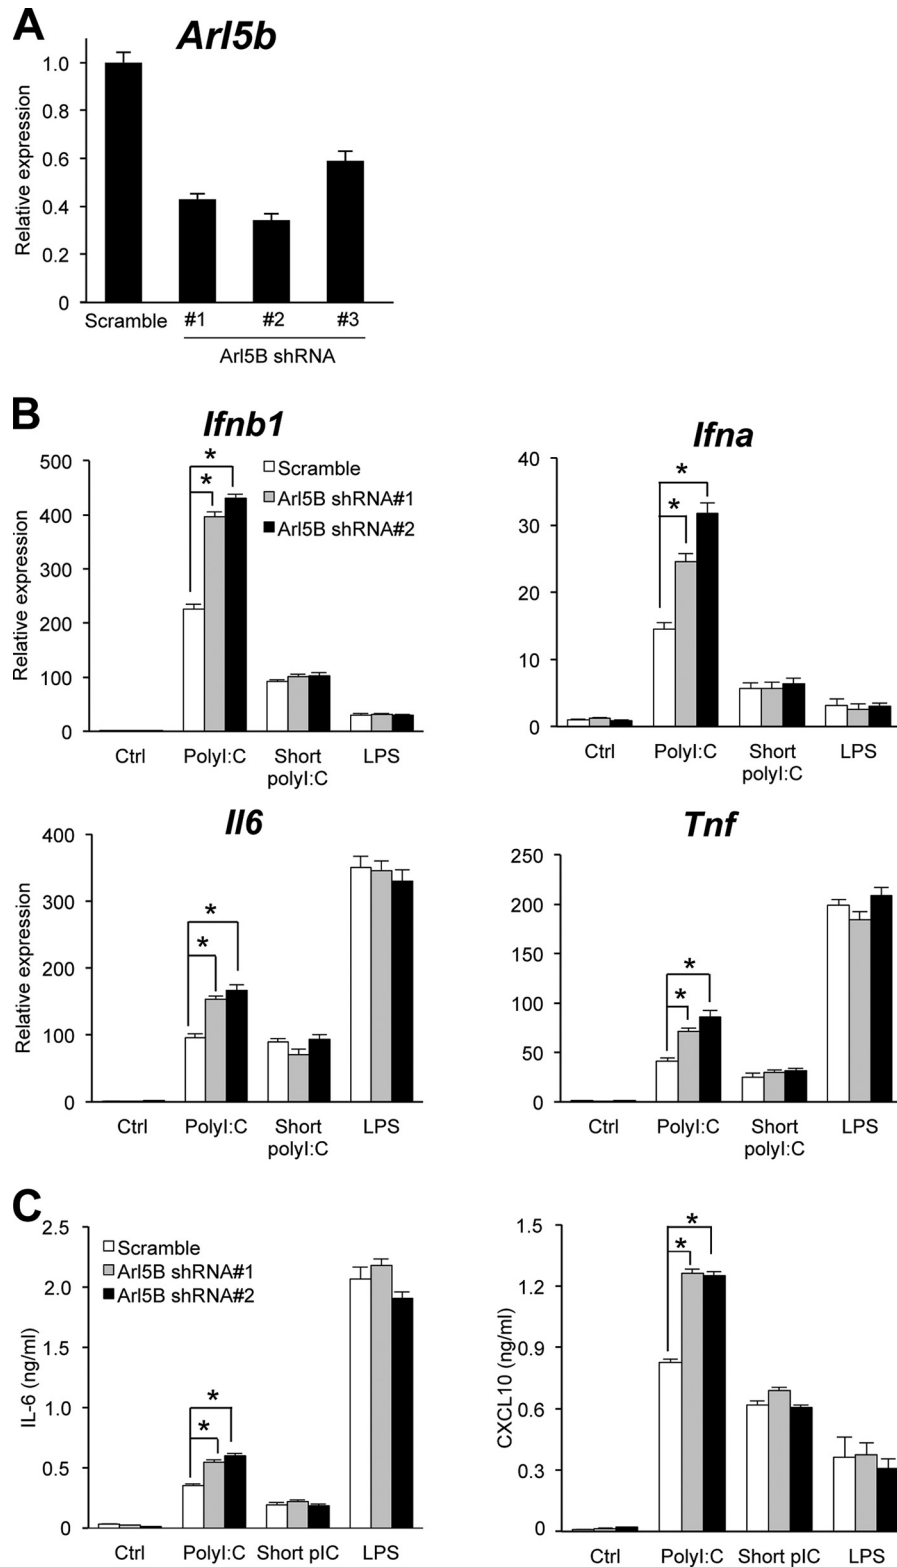 A
Arl5b
Relative expression
1.0
0.8
0.6
0.4
0.2
0
Scramble #1 #2 #3
Arl5B shRNA
B
Ifnb1
Relative expression
500
400
300
200
100
0
*
*
Scramble
Arl5B shRNA#1
Arl5B shRNA#2
Ctrl PolyI:C Short polyI:C LPS
Ifna
40
30
20
10
0
*
*
Ctrl PolyI:C Short polyI:C LPS
Il6
Relative expression
400
300
200
100
0
*
*
Ctrl PolyI:C Short polyI:C LPS
Tnf
250
200
150
100
50
0
*
*
Ctrl PolyI:C Short polyI:C LPS
C
IL-6 (ng/ml)
2.5
2.0
1.5
1.0
0.5
0
Scramble
Arl5B shRNA#1
Arl5B shRNA#2
*
*
Ctrl PolyI:C Short pIC LPS
CXCL10 (ng/ml)
1.5
1.2
0.9
0.6
0.3
0
*
*
Ctrl PolyI:C Short pIC LPS